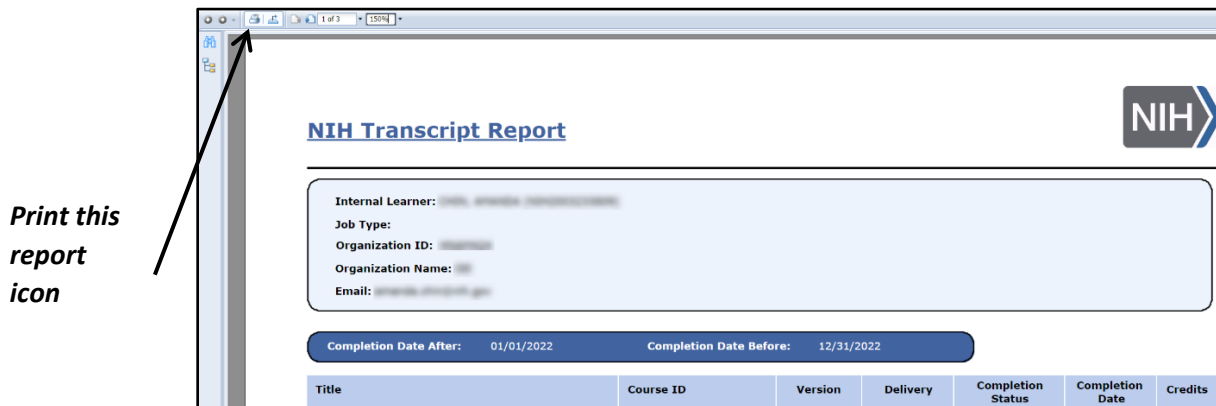 1 of 3 150%
NIH
NIH Transcript Report
Print this
report
icon
Internal Learner:
Job Type:
Organization ID:
Organization Name:
Email:
Completion Date After: 01/01/2022 Completion Date Before: 12/31/2022
Title Course ID Version Delivery Completion Status Completion Date Credits